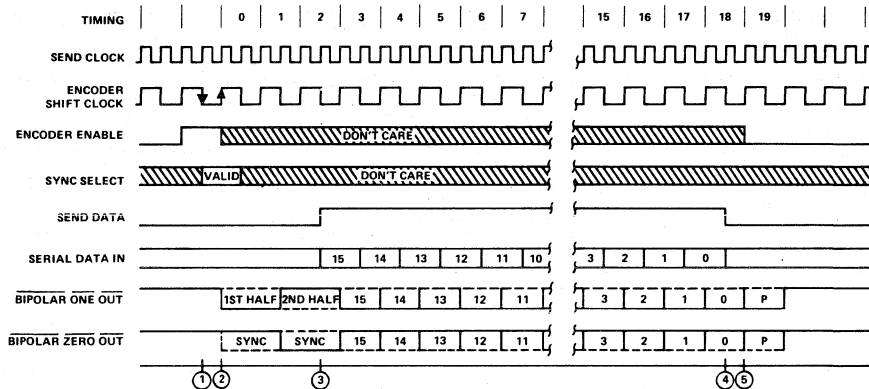 TIMING 0 1 2 3 4 5 6 7 15 16 17 18 19
SEND CLOCK
ENCODER
SHIFT CLOCK
ENCODER ENABLE DON'T CARE
SYNC SELECT VALID DON'T CARE
SEND DATA
SERIAL DATA IN 15 14 13 12 11 10 3 2 1 0
BIPOLAR ONE OUT 1ST HALF 2ND HALF 15 14 13 12 11 3 2 1 0 P
BIPOLAR ZERO OUT SYNC SYNC 15 14 13 12 11 3 2 1 0 P
1 2 3 4 5